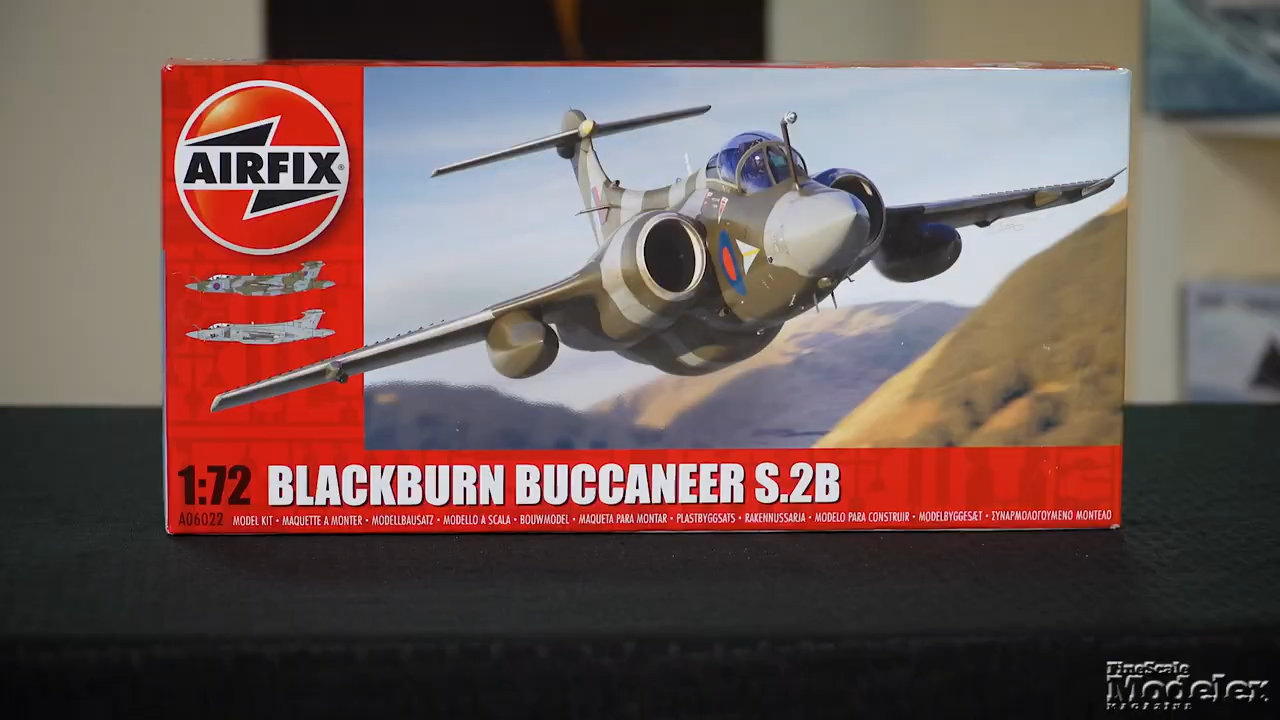 AIRFIX
1:72 BLACKBURN BUCCANEER S.2B
A06022 MODEL KIT • MAQUETTE A MONTER • MODELLBAUSATZ • MODELLO A SCALA • BOUWMODEL • MAQUETA PARA MONTAR • PLASTBYGGSATS • RAKENNUSSARJA • MODELO PARA CONSTRUIR • MODELBYGGESÆT • ΣΥΝΑΡΜΟΛΟΓΟΥΜΕΝΟ ΜΟΝΤΕΛΟ
FineScale
Modeler
MAGAZINE